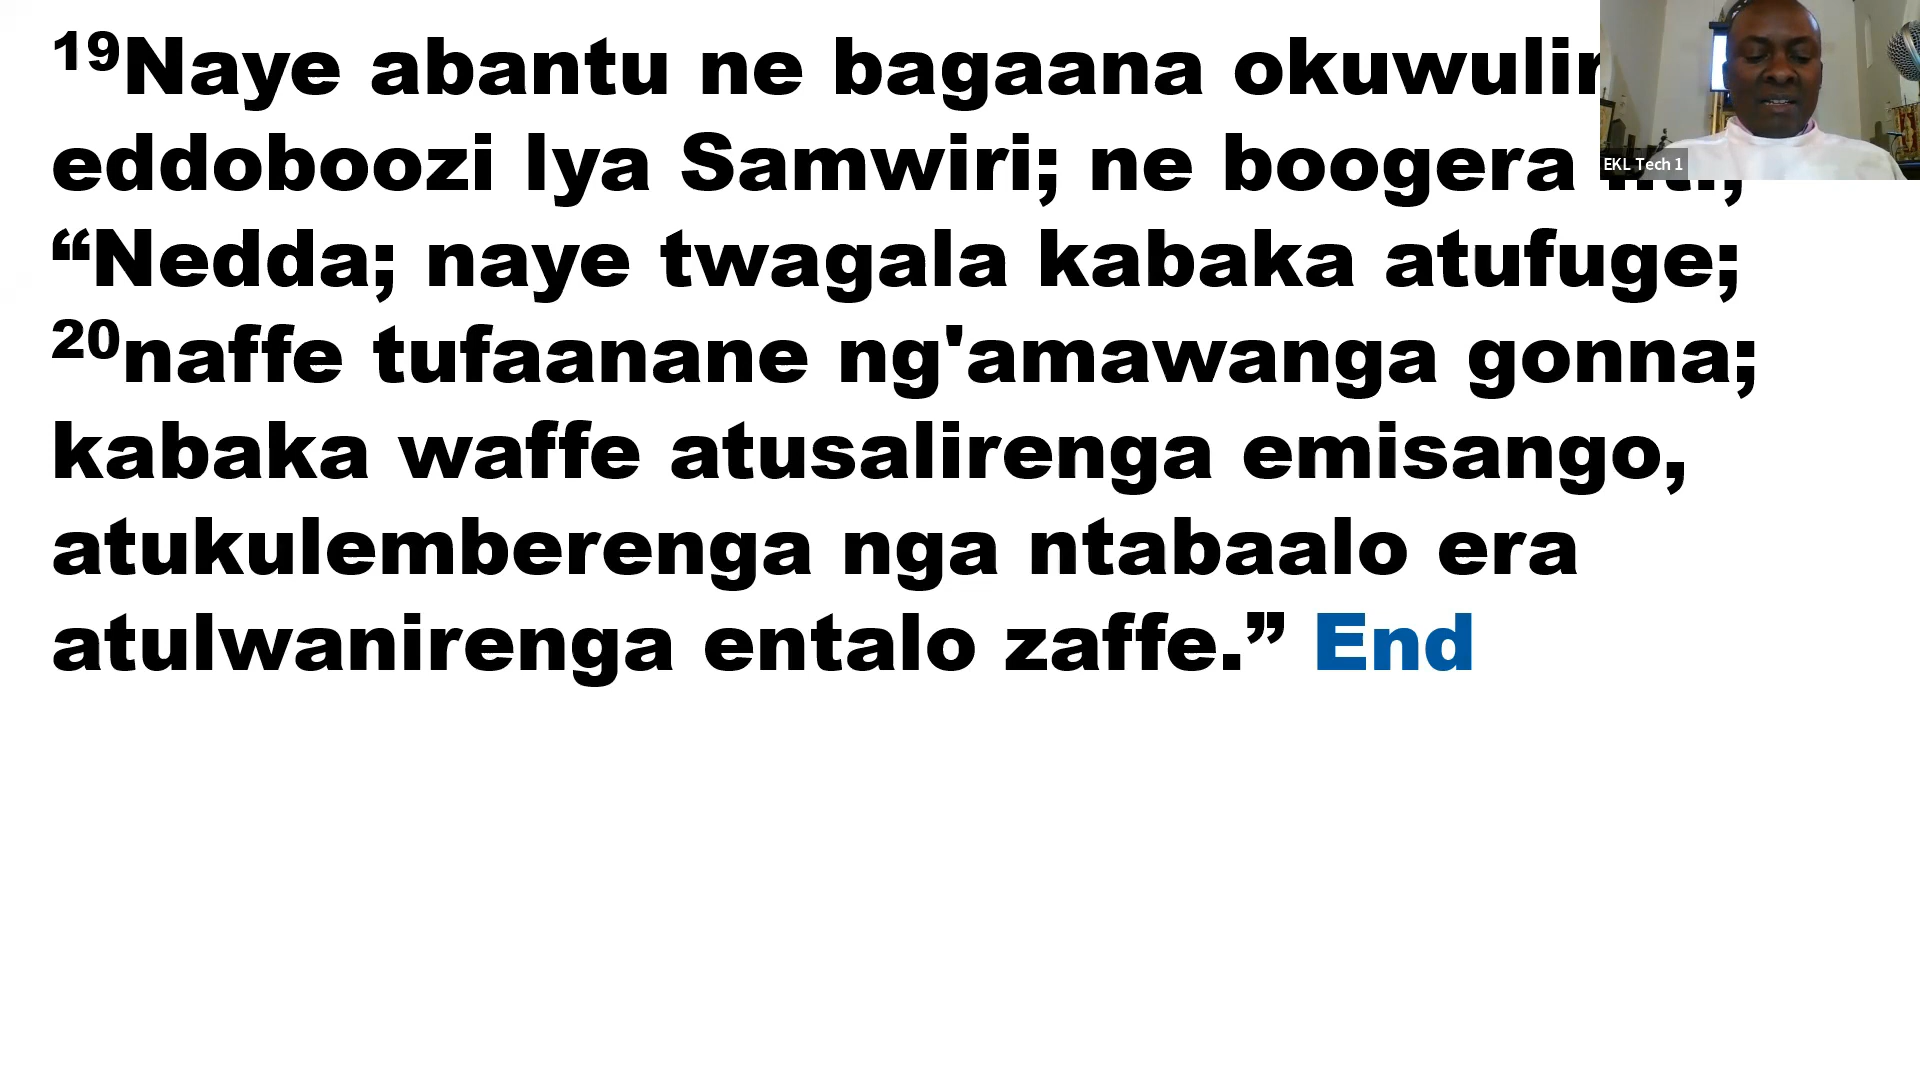 ¹⁹Naye abantu ne bagaana
eddoboozi lya Samwiri; ne boogera
“Nedda; naye twagala kabaka atufuge;
²⁰naffe tufaanane ng'amawanga gonna;
kabaka waffe atusalirenga emisango,
atukulemberenga nga ntabaalo era
atulwanirenga entalo zaffe.” End
EKL Tech 1